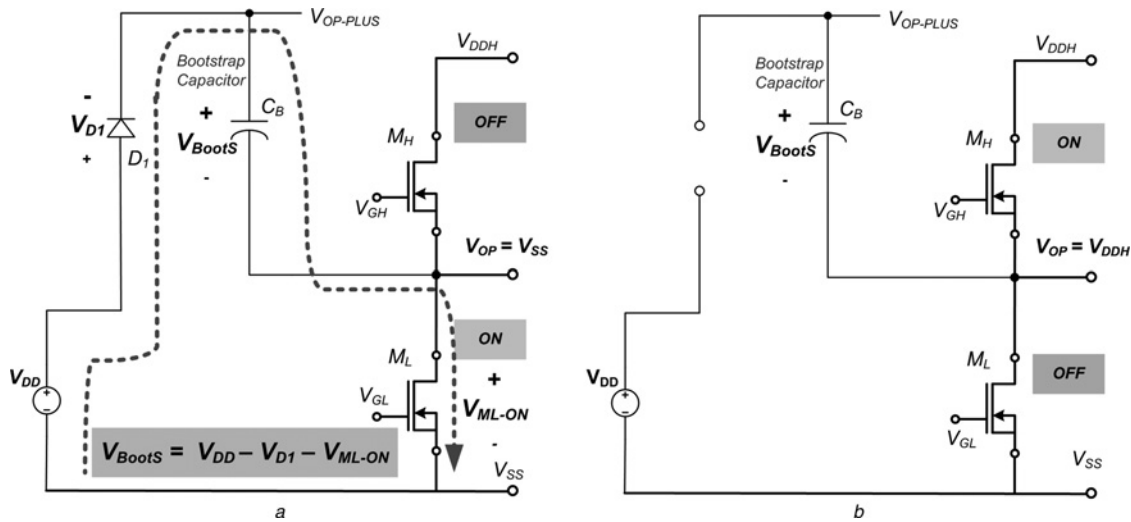 V_OP-PLUS
V_DDH
Bootstrap
Capacitor
-
V_D1
+
D_1
+
C_B
V_BootS
-
OFF
M_H
V_GH
V_OP = V_SS
ON
M_L
+
V_ML-ON
-
V_DD
+
-
V_GL
V_BootS = V_DD – V_D1 – V_ML-ON
V_SS
a
V_OP-PLUS
V_DDH
Bootstrap
Capacitor
+
C_B
V_BootS
-
ON
M_H
V_GH
V_OP = V_DDH
M_L
OFF
V_DD
+
-
V_GL
V_SS
b